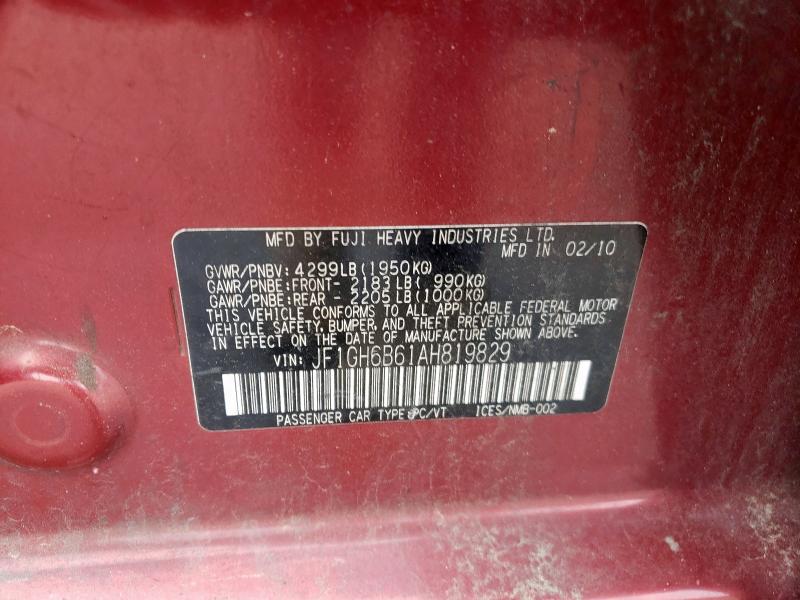 MFD BY FUJI HEAVY INDUSTRIES LTD.
MFD IN 02/10
GVWR/PNBV: 4299LB (1950KG)
GAWR/PNBE:FRONT- 2183LB ( 990KG)
GAWR/PNBE:REAR - 2205LB (1000KG)
THIS VEHICLE CONFORMS TO ALL APPLICABLE FEDERAL MOTOR
VEHICLE SAFETY, BUMPER, AND THEFT PREVENTION STANDARDS
IN EFFECT ON THE DATE OF MANUFACTURE SHOWN ABOVE.
VIN: JF1GH6B61AH819829
PASSENGER CAR TYPE:PC/VT ICES/NMB-002